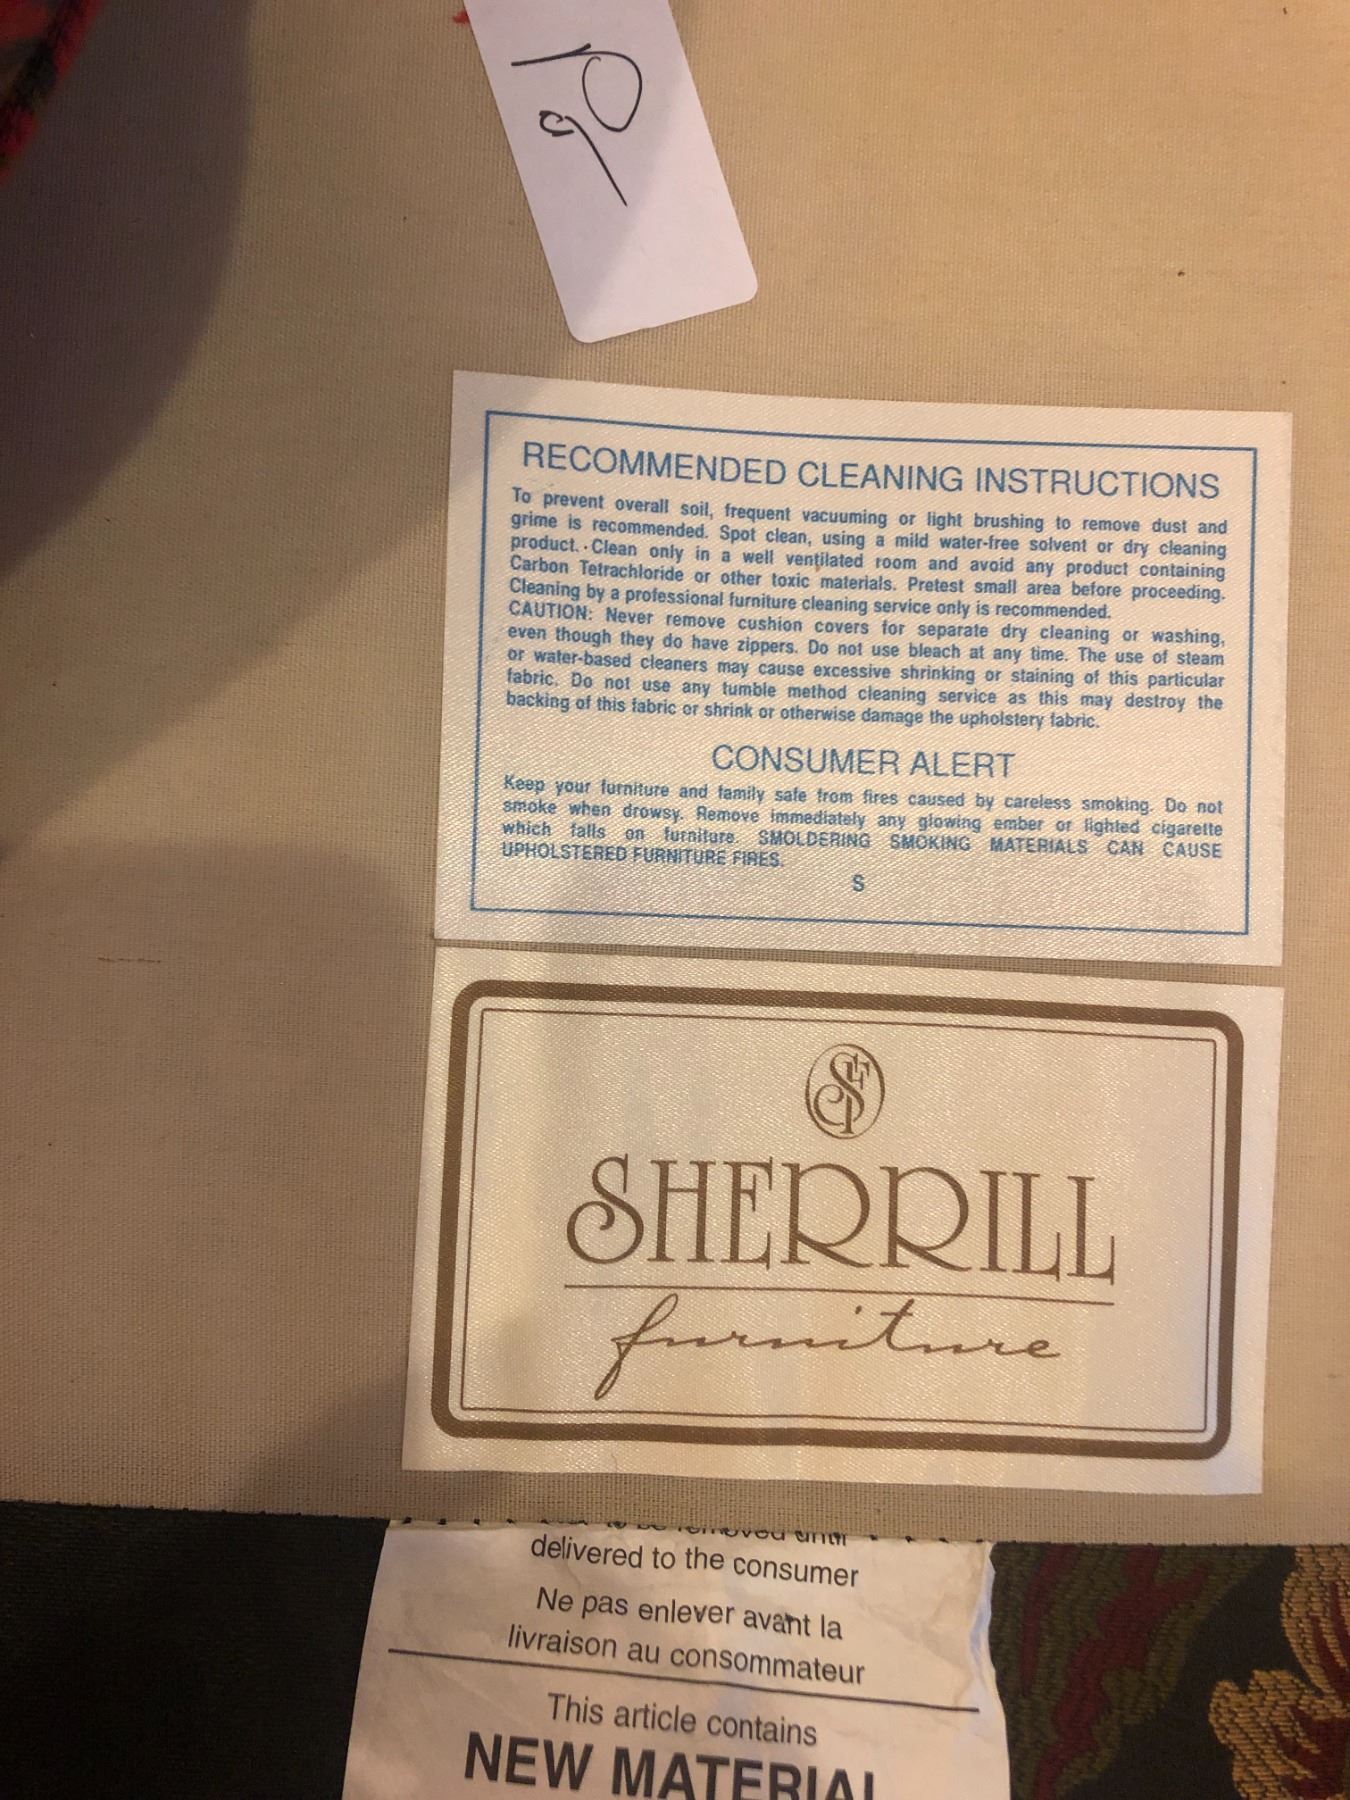 RECOMMENDED CLEANING INSTRUCTIONS
To prevent overall soil, frequent vacuuming or light brushing to remove dust and
grime is recommended. Spot clean, using a mild water-free solvent or dry cleaning
product. Clean only in a well ventilated room and avoid any product containing
Carbon Tetrachloride or other toxic materials. Pretest small area before proceeding.
Cleaning by a professional furniture cleaning service only is recommended.
CAUTION: Never remove cushion covers for separate dry cleaning or washing,
even though they do have zippers. Do not use bleach at any time. The use of steam
or water-based cleaners may cause excessive shrinking or staining of this particular
fabric. Do not use any tumble method cleaning service as this may destroy the
backing of this fabric or shrink or otherwise damage the upholstery fabric.
CONSUMER ALERT
Keep your furniture and family safe from fires caused by careless smoking. Do not
smoke when drowsy. Remove immediately any glowing ember or lighted cigarette
which falls on furniture. SMOLDERING SMOKING MATERIALS CAN CAUSE
UPHOLSTERED FURNITURE FIRES.
S
SF
SHERRILL
furniture
to be removed until
delivered to the consumer
Ne pas enlever avant la
livraison au consommateur
This article contains
NEW MATERIAL